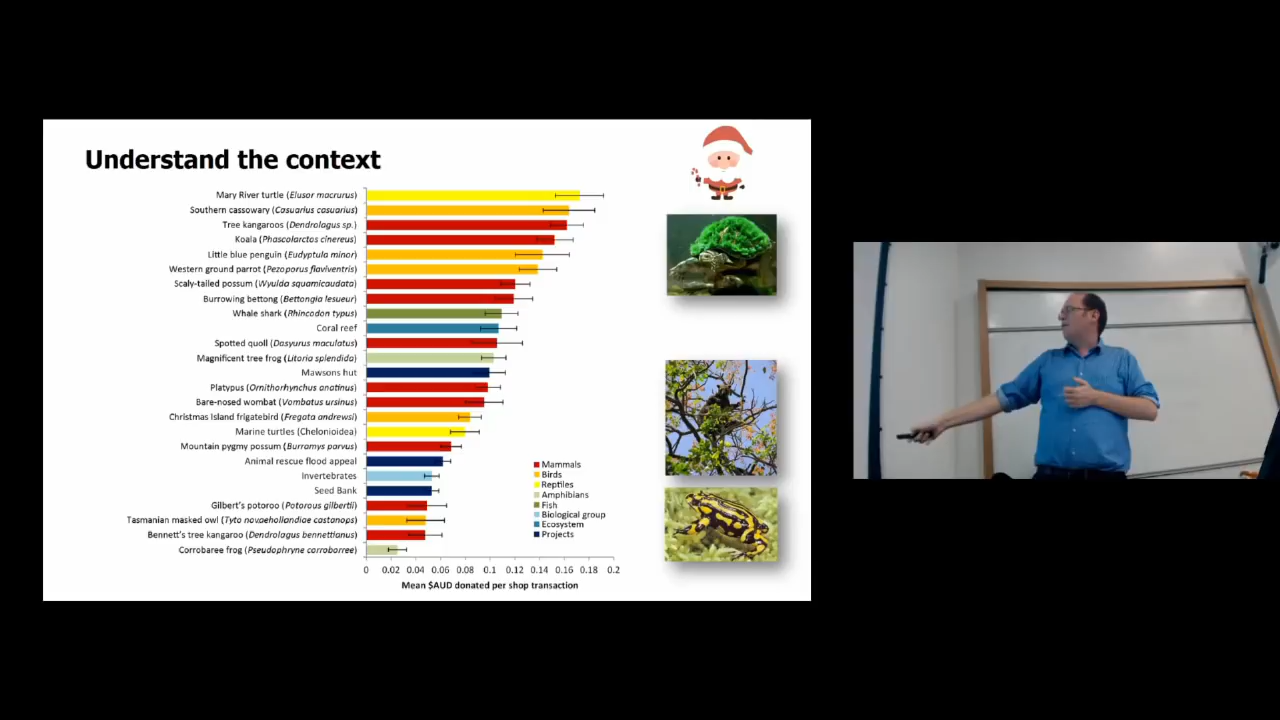 Understand the context
Mary River turtle (Elusor macrurus)
Southern cassowary (Casuarius casuarius)
Tree kangaroos (Dendrolagus sp.)
Koala (Phascolarctos cinereus)
Little blue penguin (Eudyptula minor)
Western ground parrot (Pezoporus flaviventris)
Scaly-tailed possum (Wyulda squamicaudata)
Burrowing bettong (Bettongia lesueur)
Whale shark (Rhincodon typus)
Coral reef
Spotted quoll (Dasyurus maculatus)
Magnificent tree frog (Litoria splendida)
Mawsons hut
Platypus (Ornithorhynchus anatinus)
Bare-nosed wombat (Vombatus ursinus)
Christmas Island frigatebird (Fregata andrewsi)
Marine turtles (Chelonioidea)
Mountain pygmy possum (Burramys parvus)
Animal rescue flood appeal
Invertebrates
Seed Bank
Gilbert's potoroo (Potorous gilbertii)
Tasmanian masked owl (Tyto novaehollandiae castanops)
Bennett's tree kangaroo (Dendrolagus bennettianus)
Corrobaree frog (Pseudophryne corroborree)
Mammals
Birds
Reptiles
Amphibians
Fish
Biological group
Ecosystem
Projects
0 0.02 0.04 0.06 0.08 0.1 0.12 0.14 0.16 0.18 0.2
Mean $AUD donated per shop transaction